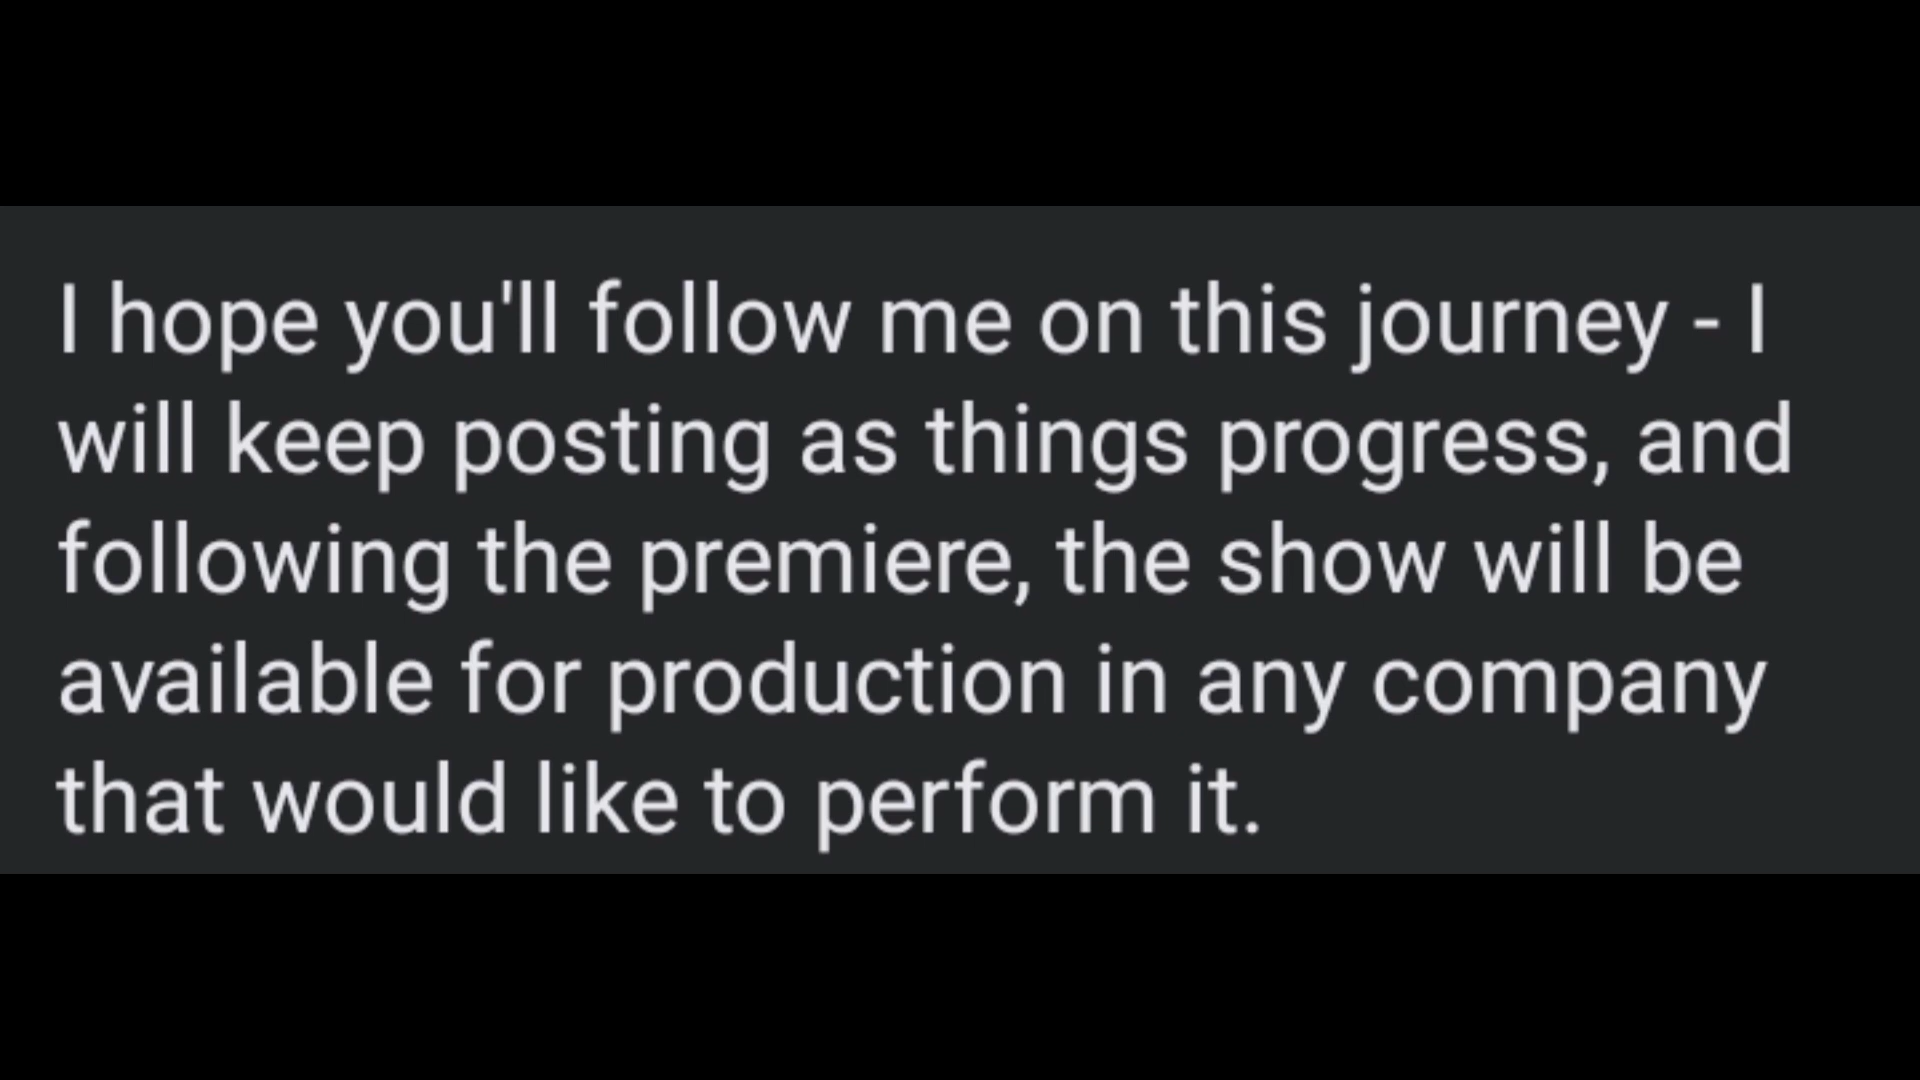 I hope you'll follow me on this journey - I
will keep posting as things progress, and
following the premiere, the show will be
available for production in any company
that would like to perform it.